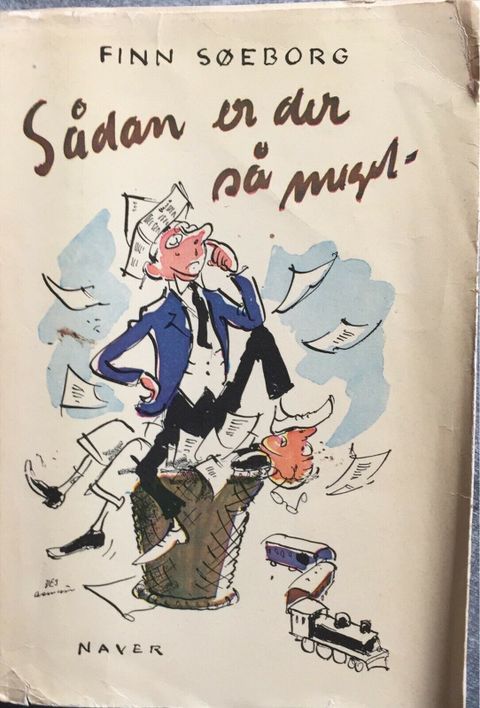 FINN SØEBORG
Sådan er der
så meget-
NAVER